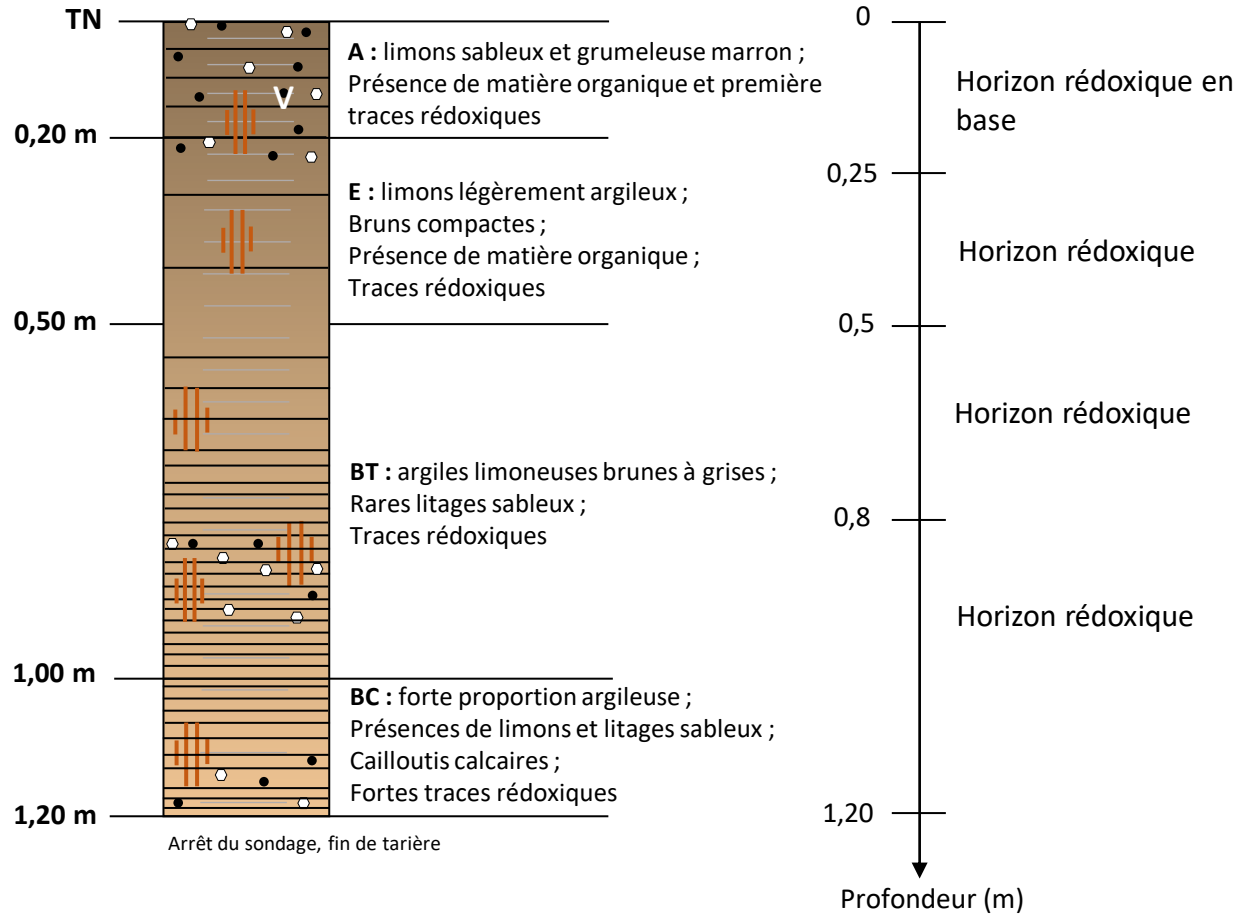 TN
A : limons sableux et grumeleuse marron ;
Présence de matière organique et première
traces rédoxiques
V
0,20 m
E : limons légèrement argileux ;
Bruns compactes ;
Présence de matière organique ;
Traces rédoxiques
0,50 m
BT : argiles limoneuses brunes à grises ;
Rares litages sableux ;
Traces rédoxiques
1,00 m
BC : forte proportion argileuse ;
Présences de limons et litages sableux ;
Cailloutis calcaires ;
Fortes traces rédoxiques
1,20 m
Arrêt du sondage, fin de tarière
0
Horizon rédoxique en
base
0,25
Horizon rédoxique
0,5
Horizon rédoxique
0,8
Horizon rédoxique
1,20
Profondeur (m)